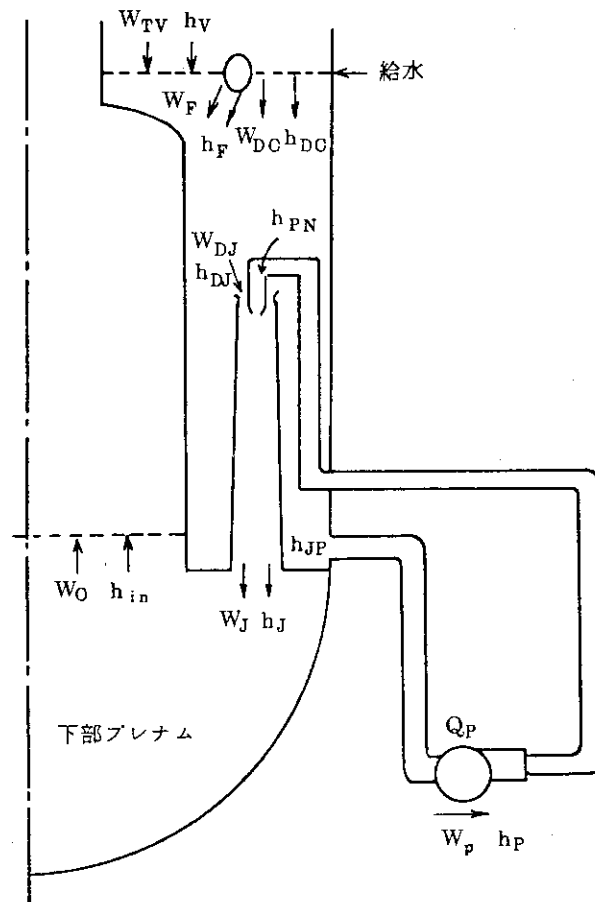 W_TV h_V
給水
W_F
h_F W_DC h_DC
h_PN
W_DJ
h_DJ
h_JP
W_O h_in
W_J h_J
下部プレナム
Q_P
W_p h_P